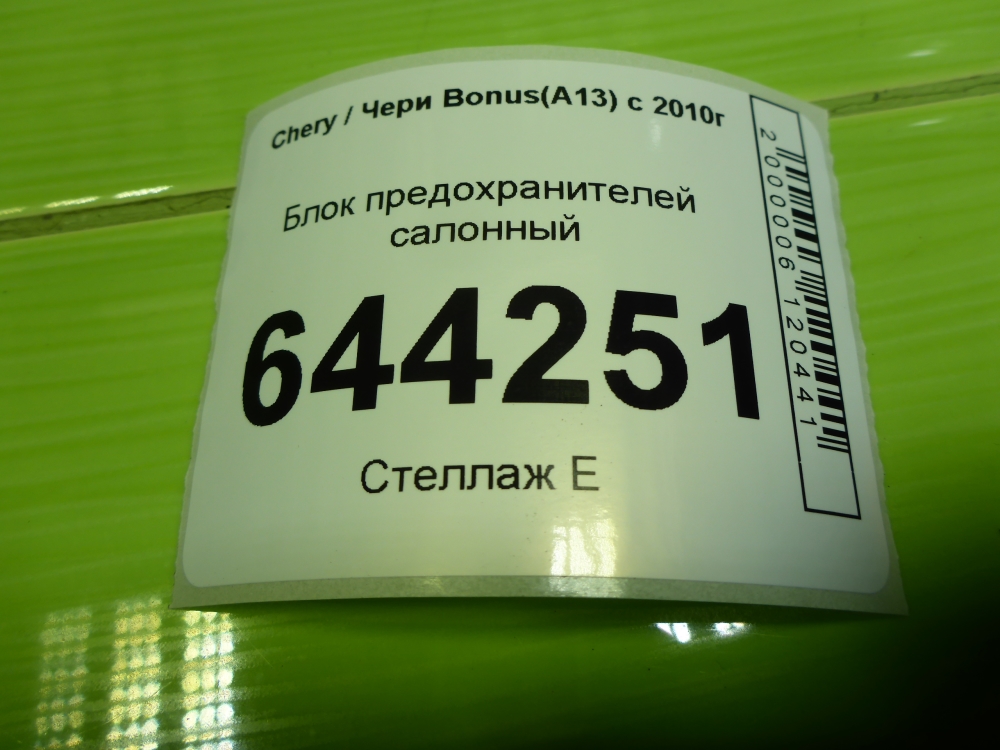 Chery / Чери Bonus(A13) с 2010г
Блок предохранителей
салонный
644251
Стеллаж Е
2000006120441